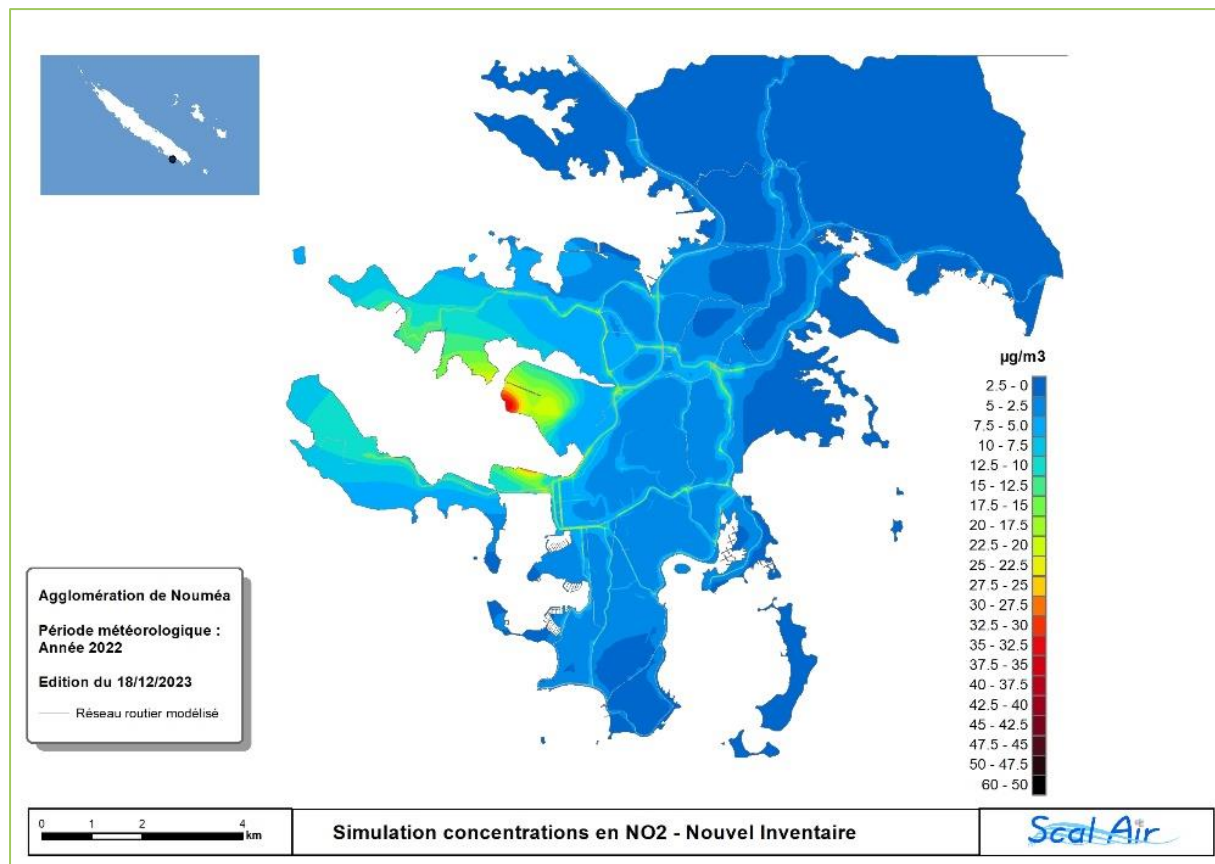 µg/m3
2.5 - 0
5 - 2.5
7.5 - 5.0
10 - 7.5
12.5 - 10
15 - 12.5
17.5 - 15
20 - 17.5
22.5 - 20
25 - 22.5
27.5 - 25
30 - 27.5
32.5 - 30
35 - 32.5
37.5 - 35
40 - 37.5
42.5 - 40
45 - 42.5
47.5 - 45
50 - 47.5
60 - 50
Agglomération de Nouméa
Période météorologique :
Année 2022
Edition du 18/12/2023
Réseau routier modélisé
0 1 2 4
km
Simulation concentrations en NO2 - Nouvel Inventaire
Scal Air